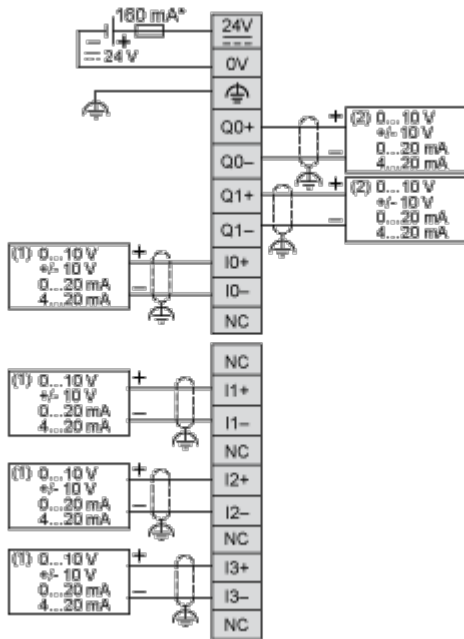 160 mA*
+
24 V
24V
0V
Q0+
Q0–
Q1+
Q1–
I0+
I0–
NC
+
–
(2) 0... 10 V
+/- 10 V
0...20 mA
4...20 mA
+
–
(2) 0... 10 V
+/- 10 V
0...20 mA
4...20 mA
(1) 0...10 V
+/- 10 V
0...20 mA
4...20 mA
+
–
NC
I1+
I1–
NC
I2+
I2–
NC
I3+
I3–
NC
(1) 0...10 V
+/- 10 V
0...20 mA
4...20 mA
+
–
(1) 0...10 V
+/- 10 V
0...20 mA
4...20 mA
+
–
(1) 0...10 V
+/- 10 V
0...20 mA
4...20 mA
+
–